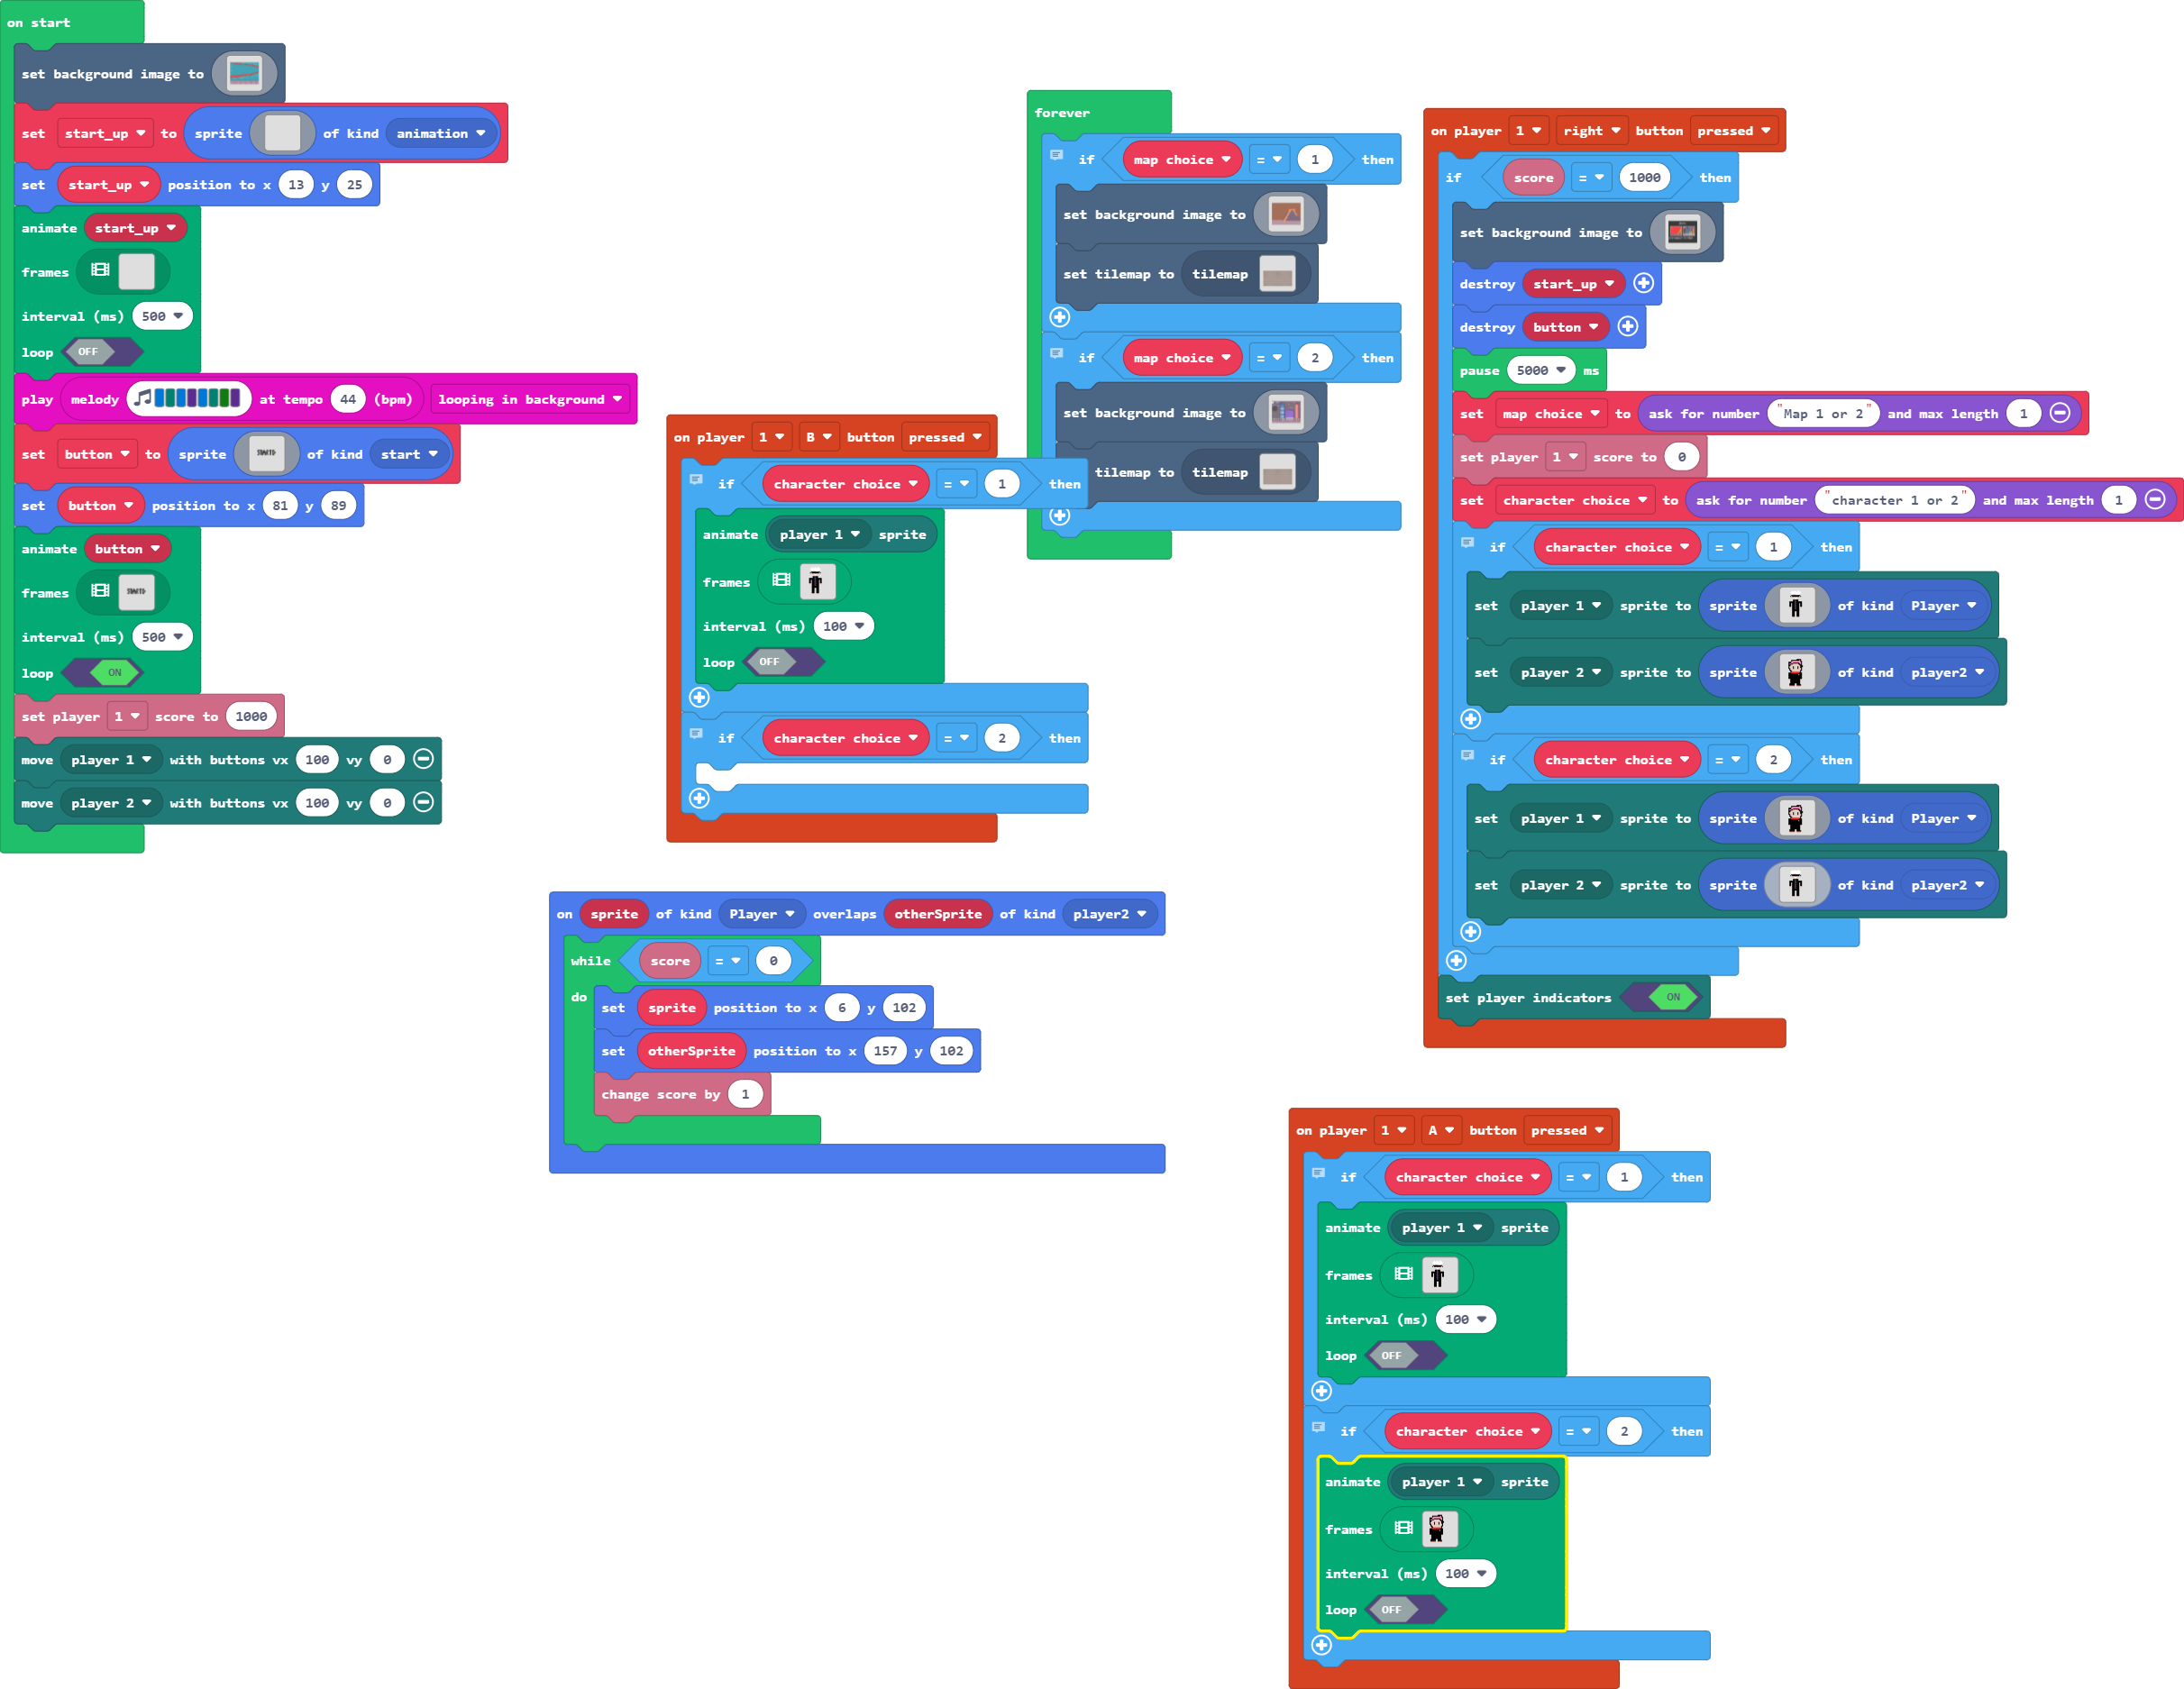 on start
set background image to
set start_up to sprite of kind animation
set start_up position to x 13 y 25
animate start_up
frames
interval (ms) 500
loop OFF
play melody at tempo 44 (bpm) looping in background
set button to sprite of kind start
set button position to x 81 y 89
animate button
frames
interval (ms) 500
loop ON
set player 1 score to 1000
move player 1 with buttons vx 100 vy 0
move player 2 with buttons vx 100 vy 0
on player 1 B button pressed
if character choice = 1 then
animate player 1 sprite
frames
interval (ms) 100
loop OFF
if character choice = 2 then
forever
if map choice = 1 then
set background image to
set tilemap to tilemap
if map choice = 2 then
set background image to
tilemap to tilemap
on player 1 right button pressed
if score = 1000 then
set background image to
destroy start_up
destroy button
pause 5000 ms
set map choice to ask for number "Map 1 or 2" and max length 1
set player 1 score to 0
set character choice to ask for number "character 1 or 2" and max length 1
if character choice = 1 then
set player 1 sprite to sprite of kind Player
set player 2 sprite to sprite of kind player2
if character choice = 2 then
set player 1 sprite to sprite of kind Player
set player 2 sprite to sprite of kind player2
set player indicators ON
on sprite of kind Player overlaps otherSprite of kind player2
while score = 0
do
set sprite position to x 6 y 102
set otherSprite position to x 157 y 102
change score by 1
on player 1 A button pressed
if character choice = 1 then
animate player 1 sprite
frames
interval (ms) 100
loop OFF
if character choice = 2 then
animate player 1 sprite
frames
interval (ms) 100
loop OFF